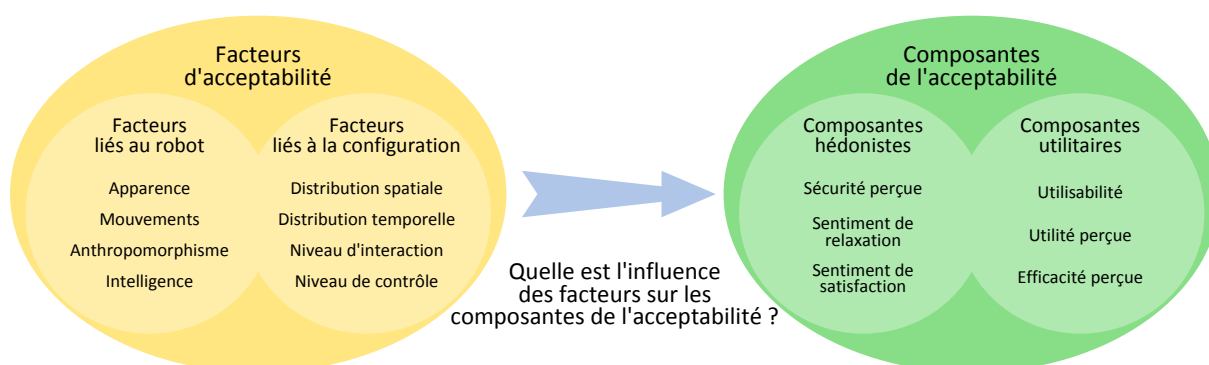 Facteurs
d'acceptabilité
Facteurs
liés au robot
Apparence
Mouvements
Anthropomorphisme
Intelligence
Facteurs
liés à la configuration
Distribution spatiale
Distribution temporelle
Niveau d'interaction
Niveau de contrôle
Quelle est l'influence
des facteurs sur les
composantes de l'acceptabilité ?
Composantes
de l'acceptabilité
Composantes
hédonistes
Sécurité perçue
Sentiment de
relaxation
Sentiment de
satisfaction
Composantes
utilitaires
Utilisabilité
Utilité perçue
Efficacité perçue